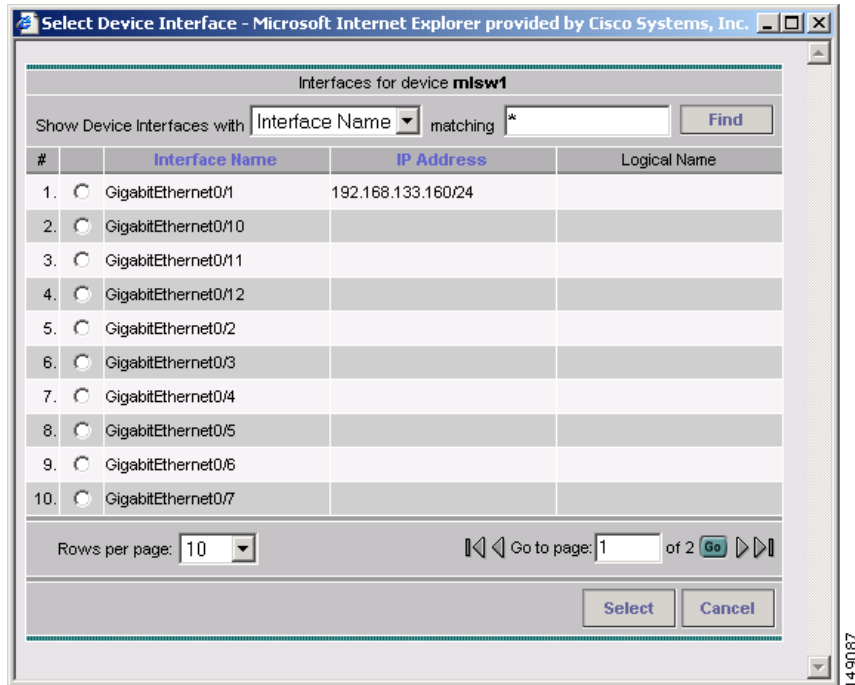 Select Device Interface - Microsoft Internet Explorer provided by Cisco Systems, Inc.
Interfaces for device mlsw1
Show Device Interfaces with Interface Name matching * Find
# Interface Name IP Address Logical Name
1. GigabitEthernet0/1 192.168.133.160/24
2. GigabitEthernet0/10
3. GigabitEthernet0/11
4. GigabitEthernet0/12
5. GigabitEthernet0/2
6. GigabitEthernet0/3
7. GigabitEthernet0/4
8. GigabitEthernet0/5
9. GigabitEthernet0/6
10. GigabitEthernet0/7
Rows per page: 10 Go to page: 1 of 2 Go
Select Cancel
149087